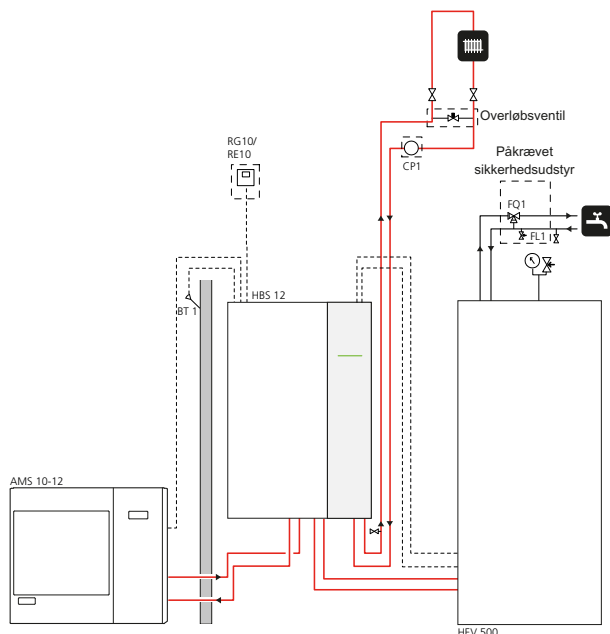 Overløbsventil
RG10/
RE10
CP1
Påkrævet
sikkerhedsudstyr
FQ1
FL1
BT 1
HBS 12
AMS 10-12
HEV 500